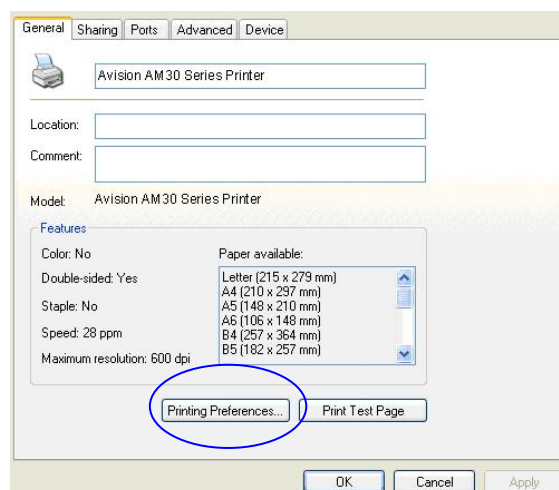 General Sharing Ports Advanced Device
Avision AM30 Series Printer
Location:
Comment:
Model: Avision AM30 Series Printer
Features
Color: No
Double-sided: Yes
Staple: No
Speed: 28 ppm
Maximum resolution: 600 dpi
Paper available:
Letter (215 x 279 mm)
A4 (210 x 297 mm)
A5 (148 x 210 mm)
A6 (106 x 148 mm)
B4 (257 x 364 mm)
B5 (182 x 257 mm)
Printing Preferences... Print Test Page
OK Cancel Apply